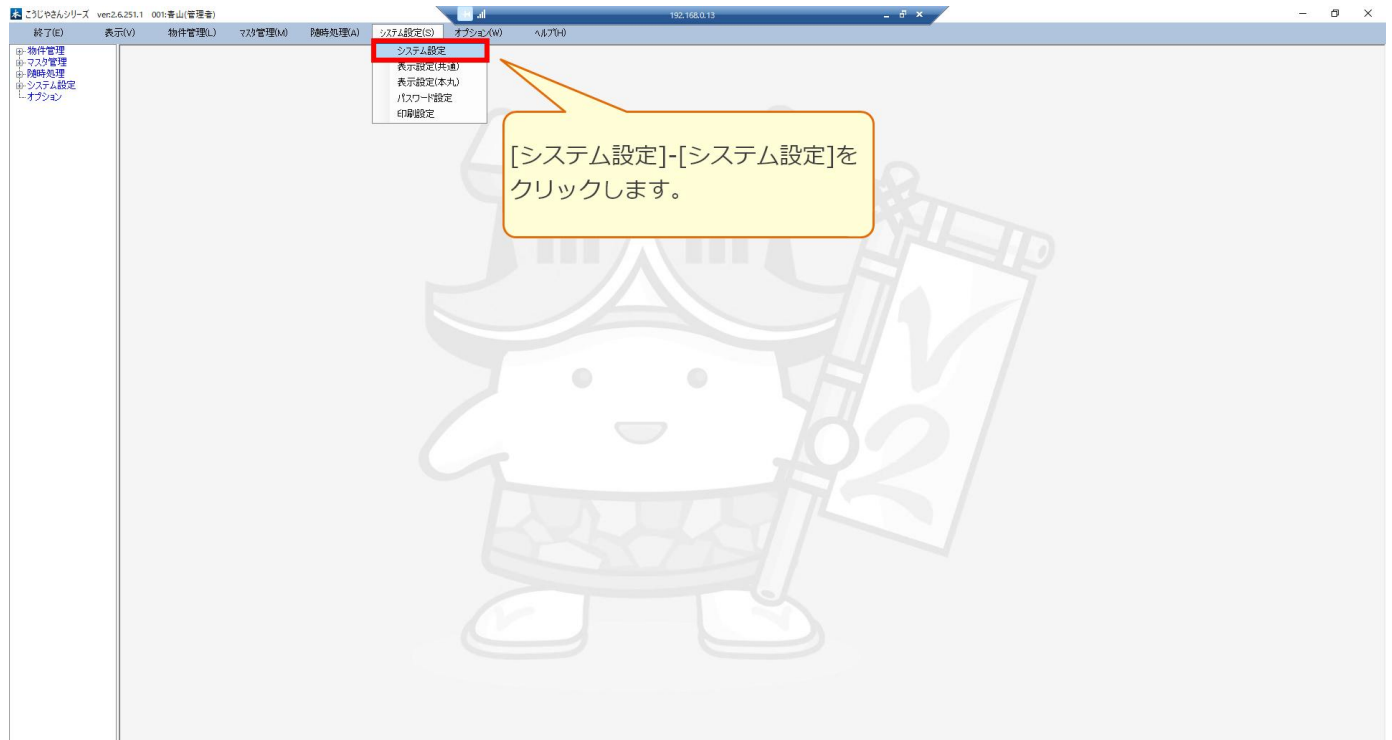 こうじやさんシリーズ ver:2.6.251.1 001:春山(管理者)
192.168.0.13
終了(E) 表示(V) 物件管理(L) マスタ管理(M) 随時処理(A) システム設定(S) オプション(W) ヘルプ(H)
物件管理
マスタ管理
随時処理
システム設定
オプション
システム設定
表示設定(共通)
表示設定(本丸)
パスワード設定
印刷設定
[システム設定]-[システム設定]を
クリックします。
V2